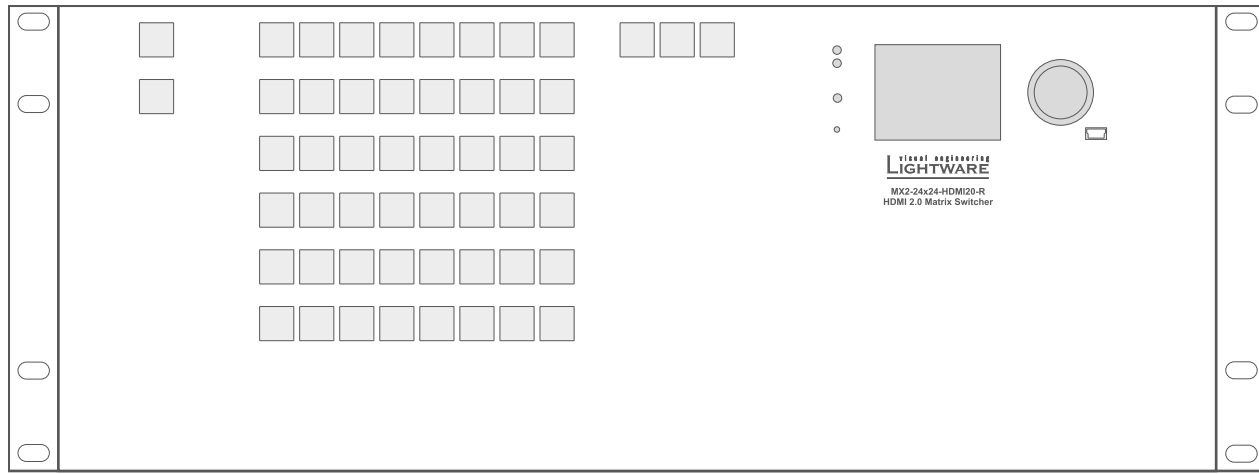 visual engineering
LIGHTWARE
MX2-24x24-HDMI20-R
HDMI 2.0 Matrix Switcher